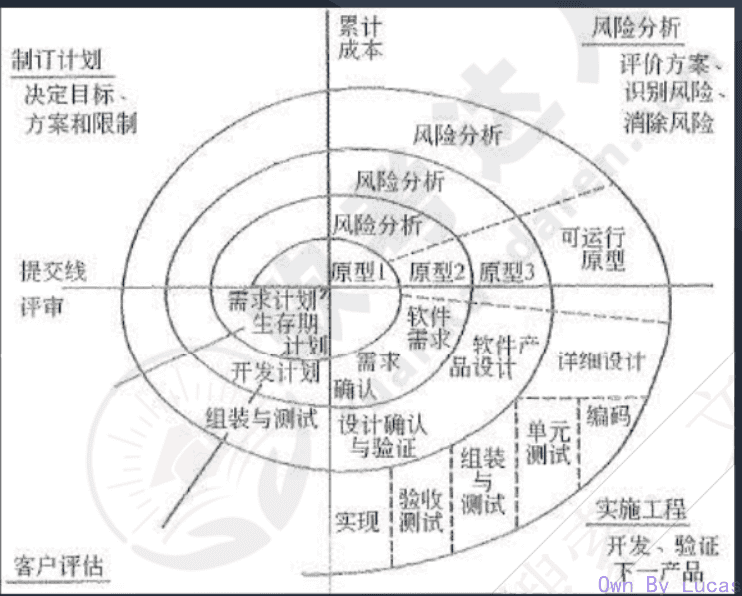 累计
成本
制订计划
决定目标、
方案和限制
风险分析
评价方案、
识别风险、
消除风险
风险分析
风险分析
风险分析
可运行
原型
提交线
评审
原型1
原型2
原型3
需求计划
生存期
计划
软件
需求
需求
确认
软件产
品设计
详细设计
开发计划
组装与测试
设计确认
与验证
组装
与
测试
单元
测试
编码
实现
验收
测试
实施工程
开发、验证
下一产品
客户评估
Own By Lucas